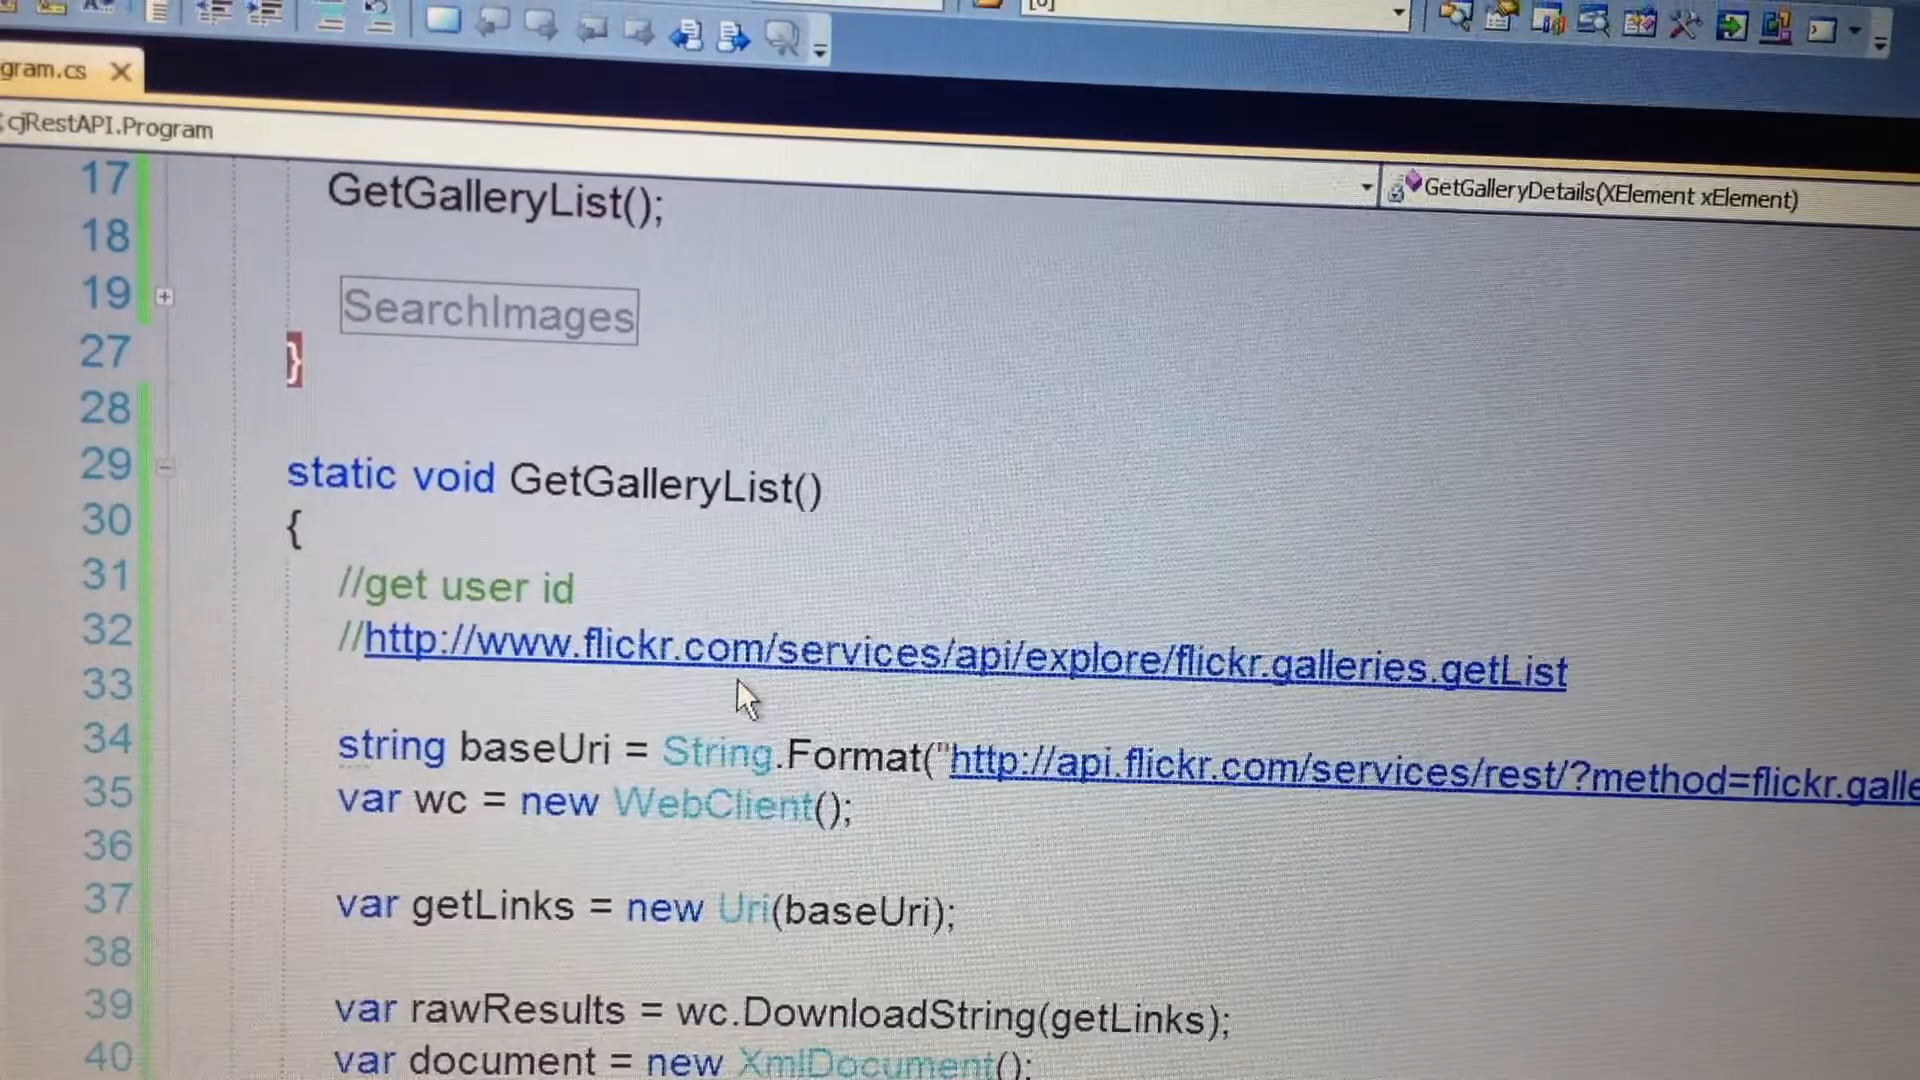 [0]
gram.cs
cjRestAPI.Program
GetGalleryDetails(XElement xElement)
17 GetGalleryList();
18
19 SearchImages
27 }
28
29 static void GetGalleryList()
30 {
31 //get user id
32 //http://www.flickr.com/services/api/explore/flickr.galleries.getList
33
34 string baseUri = String.Format("http://api.flickr.com/services/rest/?method=flickr.galle
35 var wc = new WebClient();
36
37 var getLinks = new Uri(baseUri);
38
39 var rawResults = wc.DownloadString(getLinks);
40 var document = new XmlDocument();